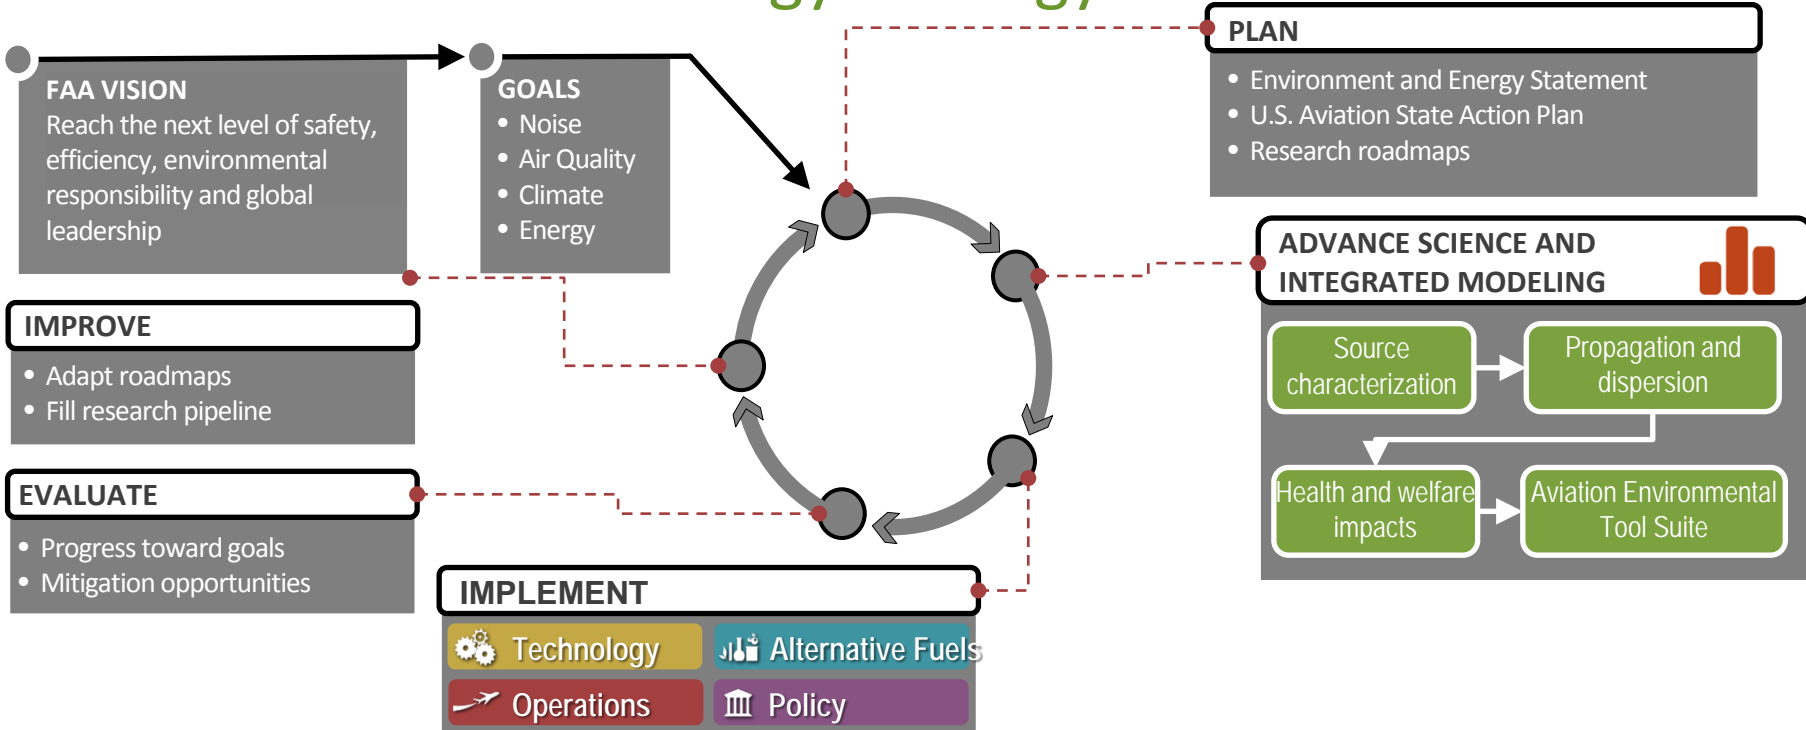 FAA VISION
Reach the next level of safety,
efficiency, environmental
responsibility and global
leadership
GOALS
• Noise
• Air Quality
• Climate
• Energy
PLAN
• Environment and Energy Statement
• U.S. Aviation State Action Plan
• Research roadmaps
ADVANCE SCIENCE AND
INTEGRATED MODELING
Source
characterization
Propagation and
dispersion
Health and welfare
impacts
Aviation Environmental
Tool Suite
IMPROVE
• Adapt roadmaps
• Fill research pipeline
EVALUATE
• Progress toward goals
• Mitigation opportunities
IMPLEMENT
Technology
Alternative Fuels
Operations
Policy